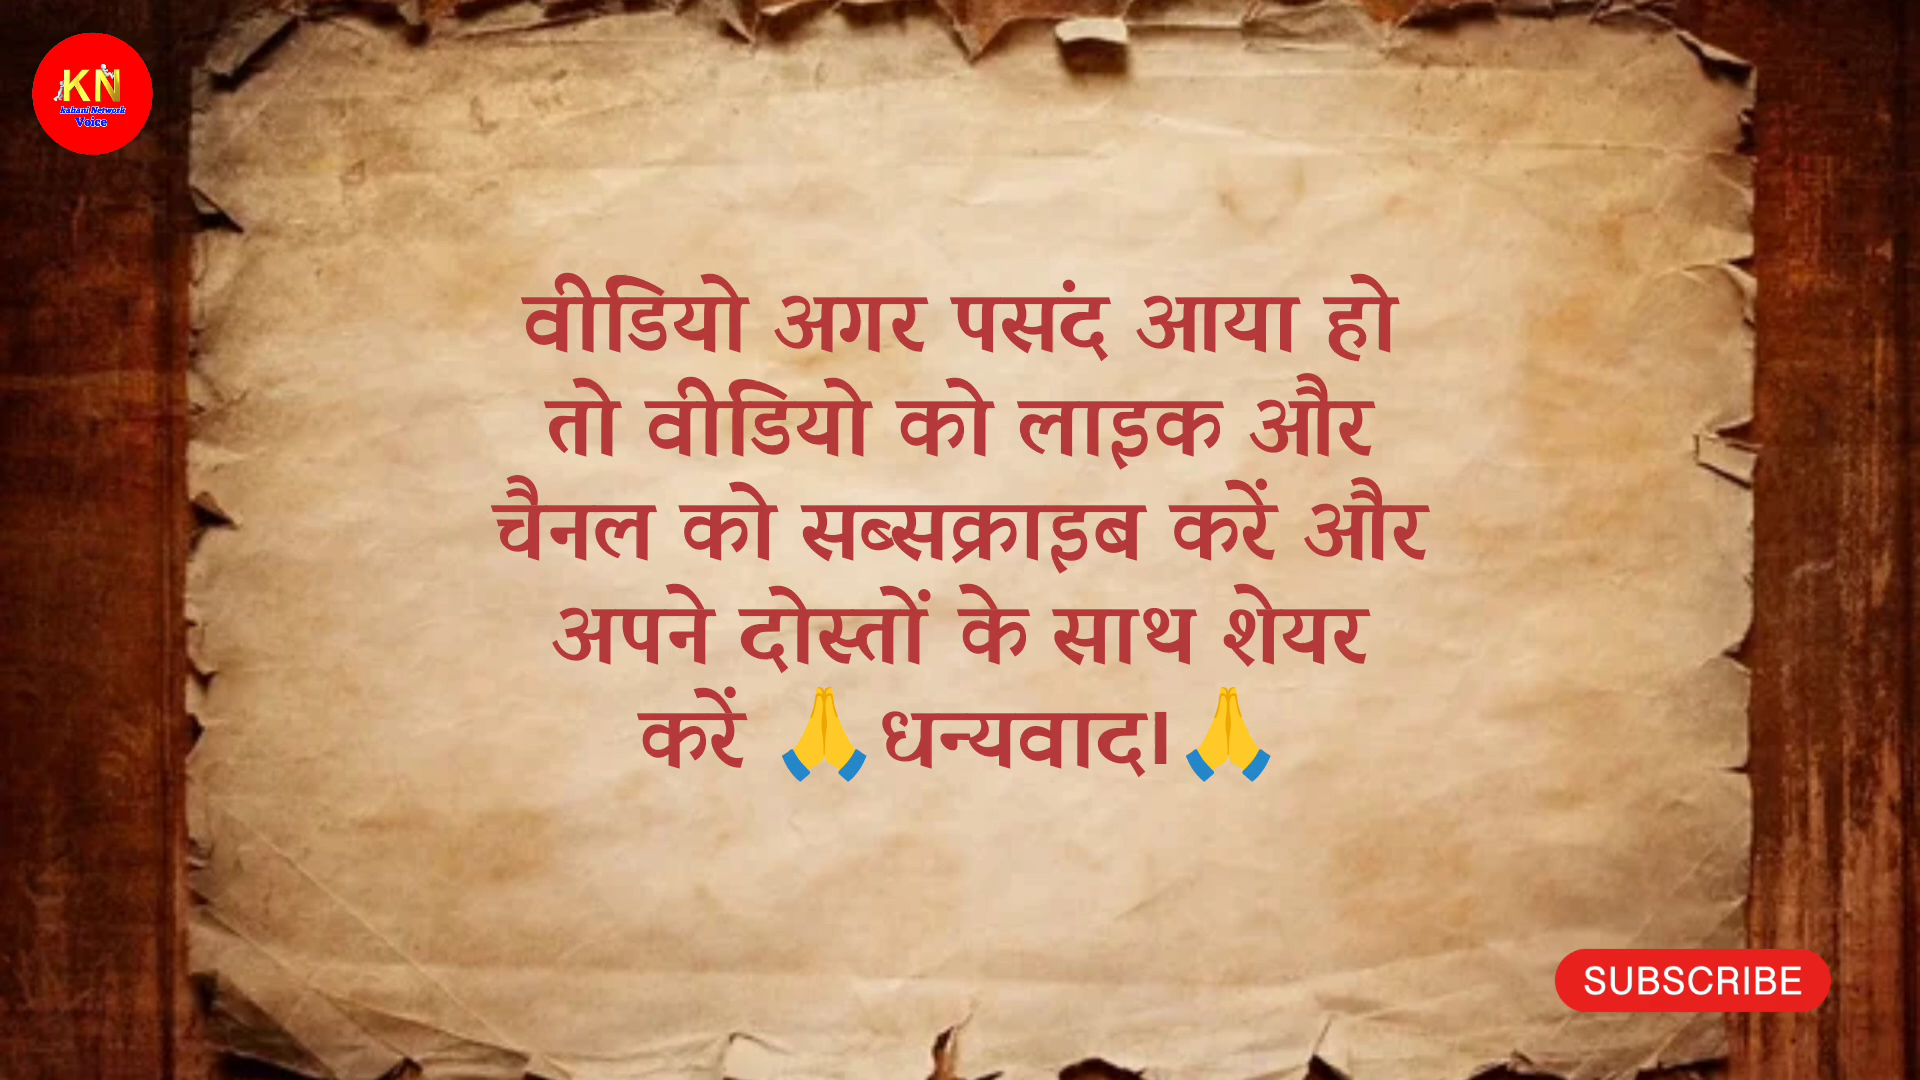 KN
kahani Network
Voice
वीडियो अगर पसंद आया हो
तो वीडियो को लाइक और
चैनल को सब्सक्राइब करें और
अपने दोस्तों के साथ शेयर
करें 🙏धन्यवाद।🙏
SUBSCRIBE